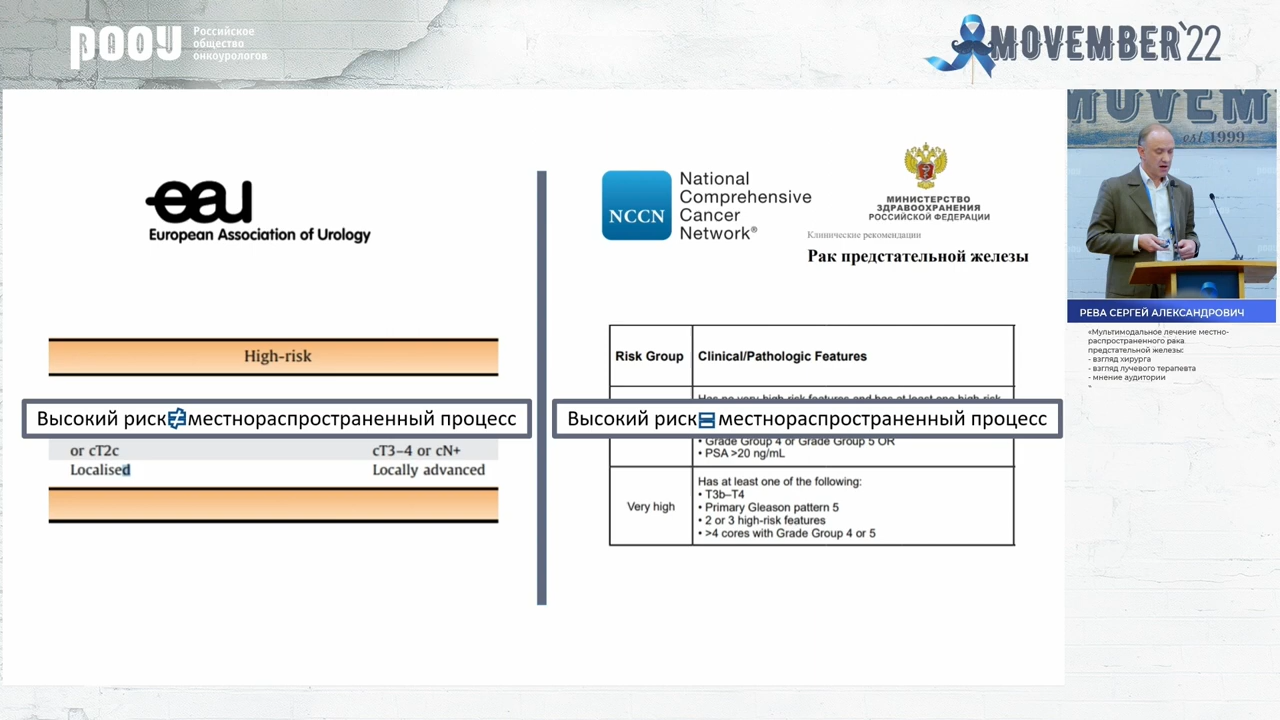 РООУ
Российское
общество
онкоурологов
MOVEMBER'22
eau
European Association of Urology
High-risk
Высокий риск≠местнораспространенный процесс
or cT2c
cT3–4 or cN+
Localised
Locally advanced
NCCN
National
Comprehensive
Cancer
Network®
МИНИСТЕРСТВО
ЗДРАВООХРАНЕНИЯ
РОССИЙСКОЙ ФЕДЕРАЦИИ
Клинические рекомендации
Рак предстательной железы
Risk Group
Clinical/Pathologic Features
Высокий риск=местнораспространенный процесс
• Grade Group 4 or Grade Group 5 OR
• PSA >20 ng/mL
Very high
Has at least one of the following:
• T3b–T4
• Primary Gleason pattern 5
• 2 or 3 high-risk features
• >4 cores with Grade Group 4 or 5
MOVEM
est. 1999
РЕВА СЕРГЕЙ АЛЕКСАНДРОВИЧ
«Мультимодальное лечение местно-
распространенного рака
предстательной железы:
- взгляд хирурга
- взгляд лучевого терапевта
- мнение аудитории
»